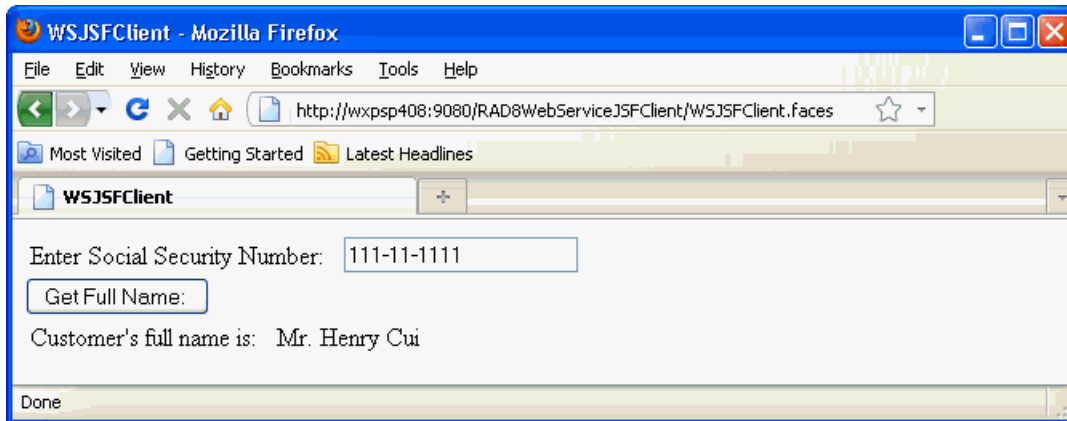 WSJSFClient - Mozilla Firefox
File Edit View History Bookmarks Tools Help
http://wxpsp408:9080/RAD8WebServiceJSFClient/WSJSFClient.faces
Most Visited Getting Started Latest Headlines
WSJSFClient
Enter Social Security Number: 111-11-1111
Get Full Name:
Customer's full name is: Mr. Henry Cui
Done